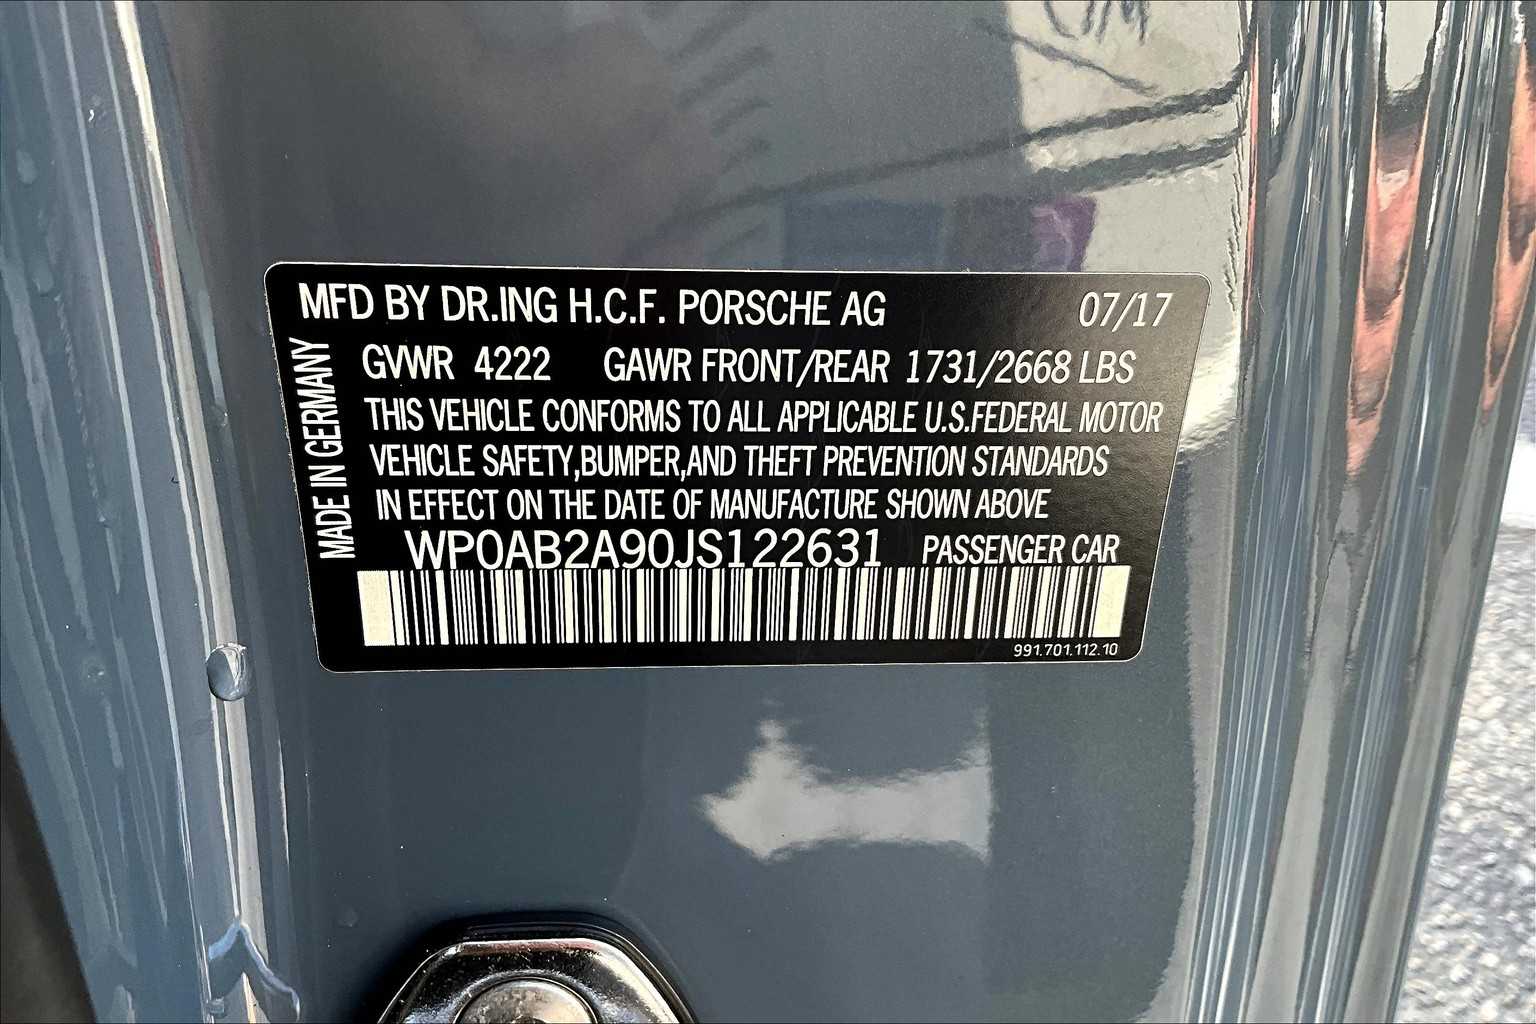 MFD BY DR.ING H.C.F. PORSCHE AG 07/17
GVWR 4222 GAWR FRONT/REAR 1731/2668 LBS
THIS VEHICLE CONFORMS TO ALL APPLICABLE U.S.FEDERAL MOTOR
VEHICLE SAFETY,BUMPER,AND THEFT PREVENTION STANDARDS
IN EFFECT ON THE DATE OF MANUFACTURE SHOWN ABOVE
WP0AB2A90JS122631 PASSENGER CAR
991.701.112.10
MADE IN GERMANY